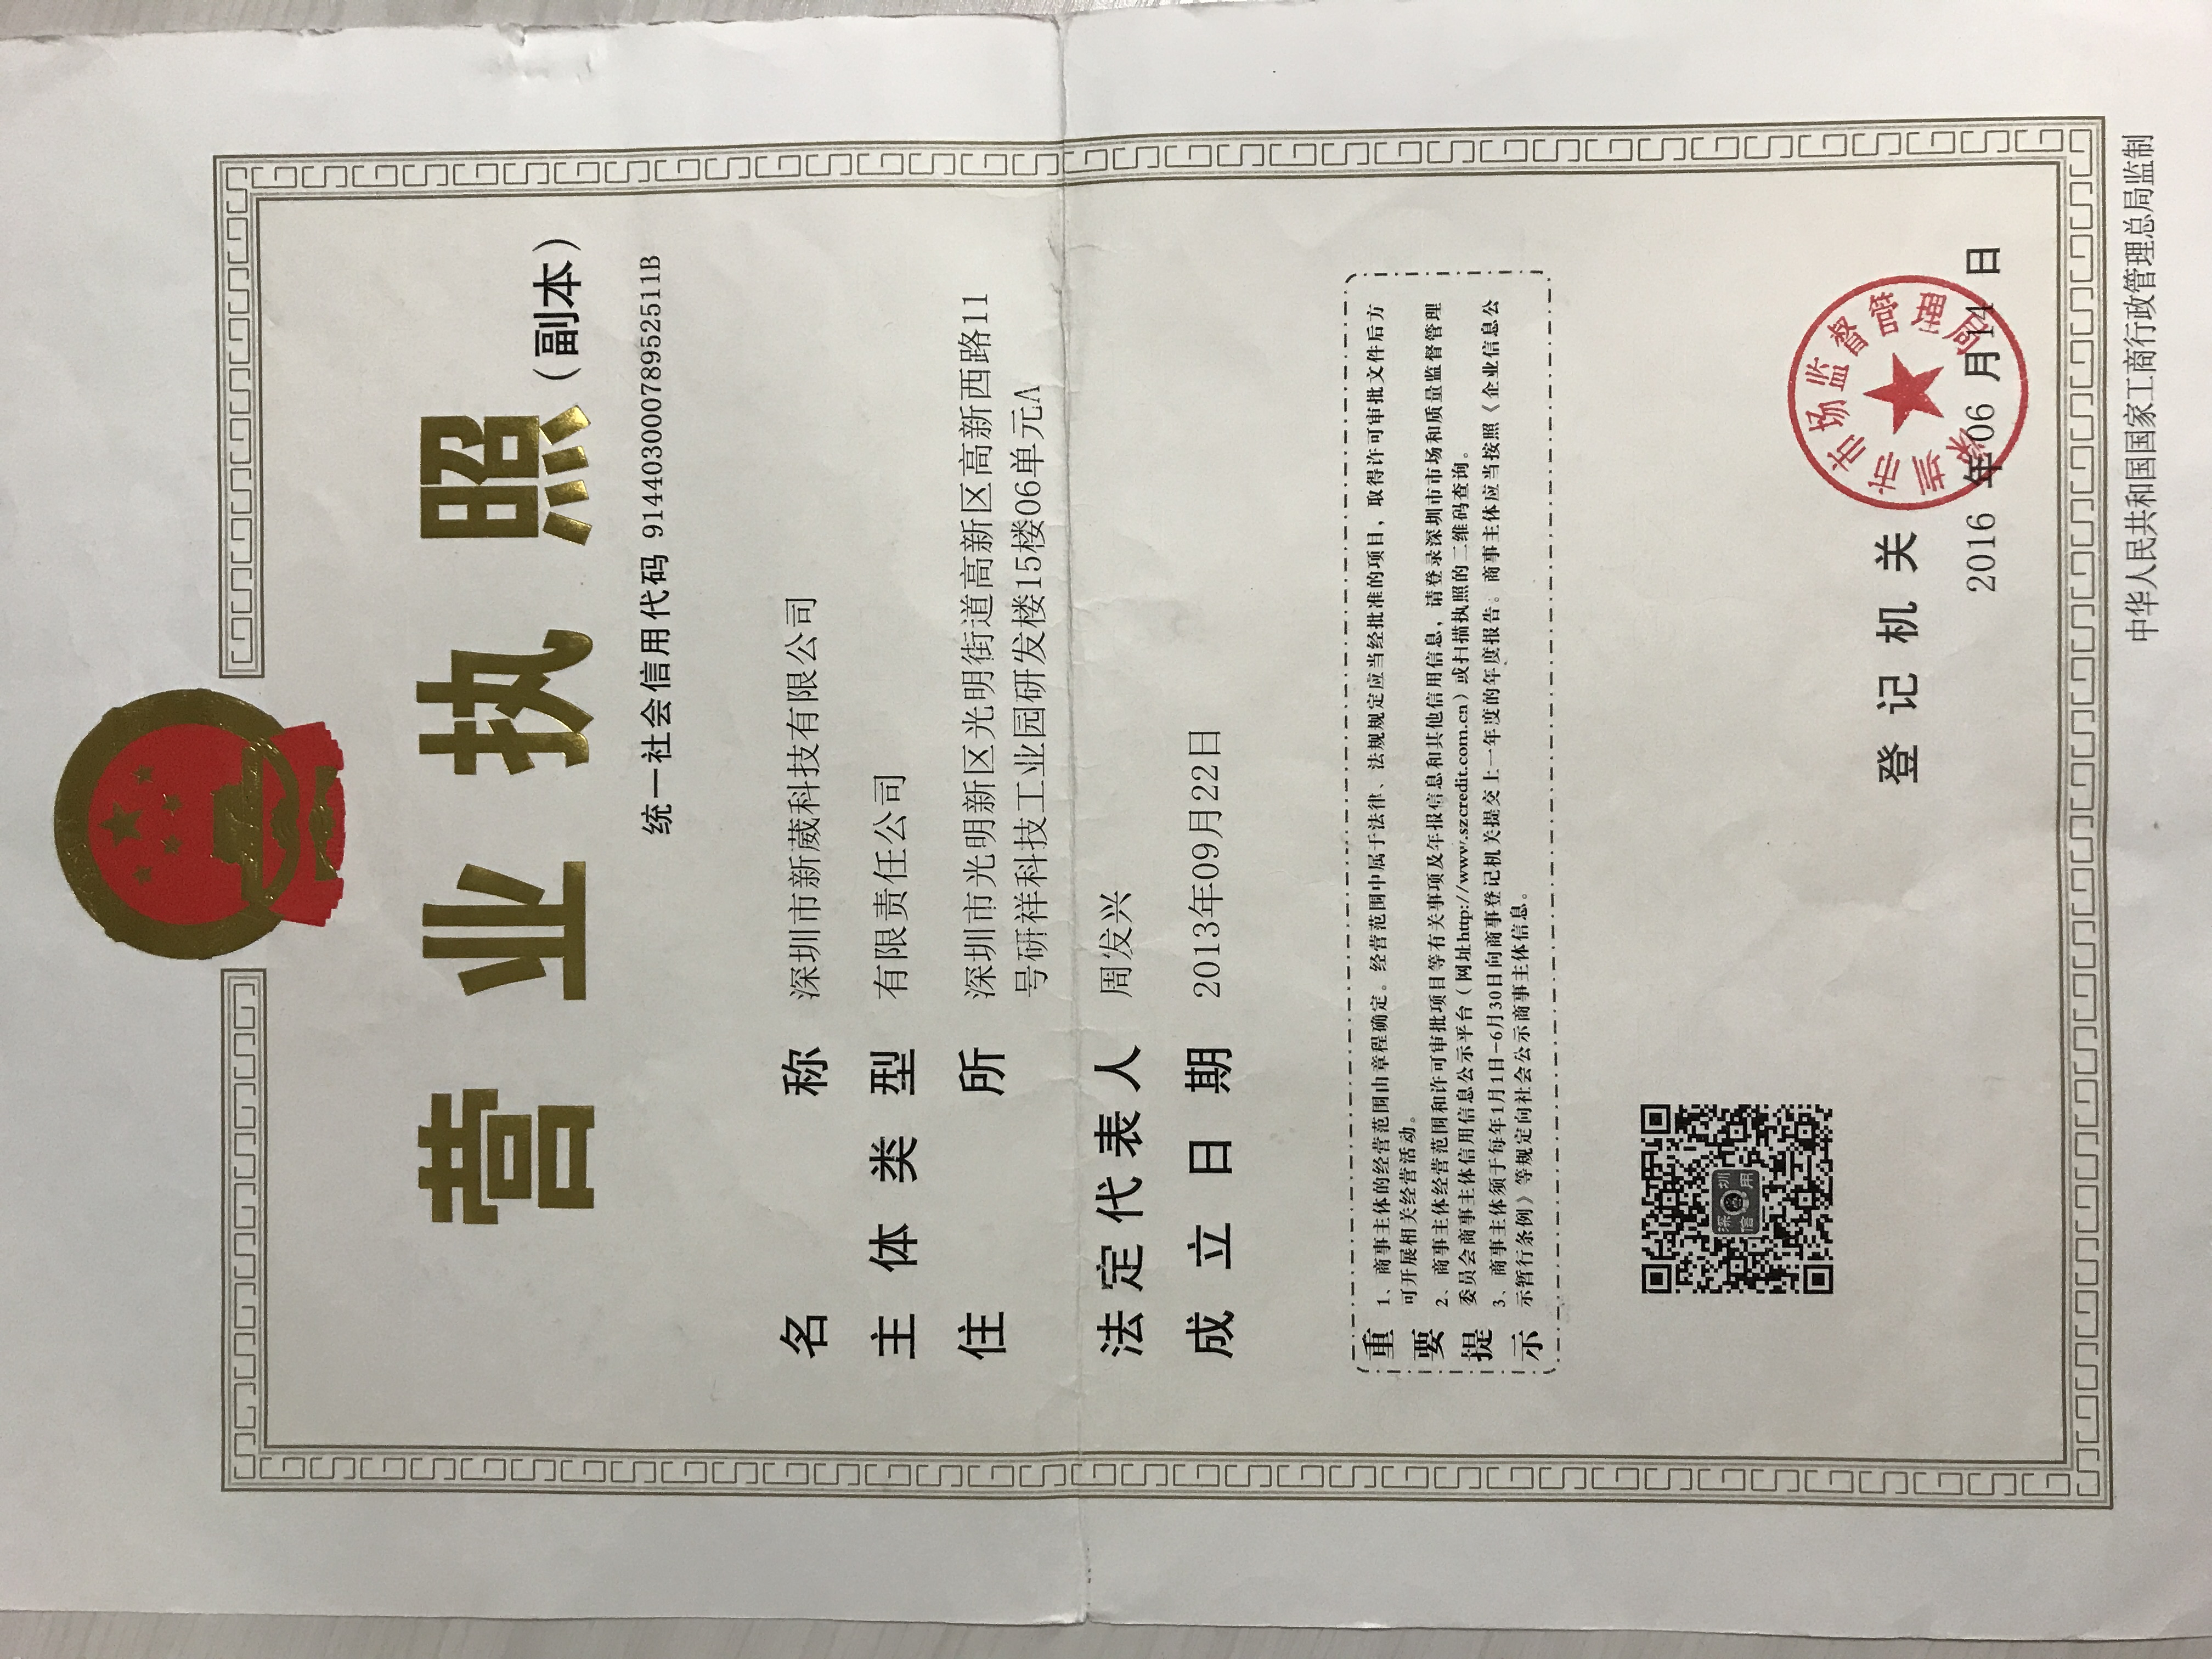 营业执照（副本）
统一社会信用代码 91440300078952511B
名称 深圳市新葳科技有限公司
主体类型 有限责任公司
住所 深圳市光明新区光明街道高新区高新西路11
号研祥科技工业园研发楼15楼06单元A
法定代表人 周发兴
成立日期 2013年09月22日
重要提示
1、商事主体的经营范围由章程确定。经营范围中属于法律、法规规定应当经批准的项目，取得许可审批文件后方
可开展相关经营活动。
2、商事主体经营范围和许可审批项目等有关事项及年报信息和其他信用信息，请登录深圳市市场和质量监督管理
委员会商事主体信用信息公示平台（网址http://www.szcredit.com.cn）或扫描执照的二维码查询。
3、商事主体须于每年1月1日-6月30日向商事登记机关提交上一年度的年度报告。商事主体应当按照《企业信息公
示暂行条例》等规定向社会公示商事主体信息。
深圳
信用
登记机关
深圳市市场监督管理局
2016 年 06 月 14 日
中华人民共和国国家工商行政管理总局监制